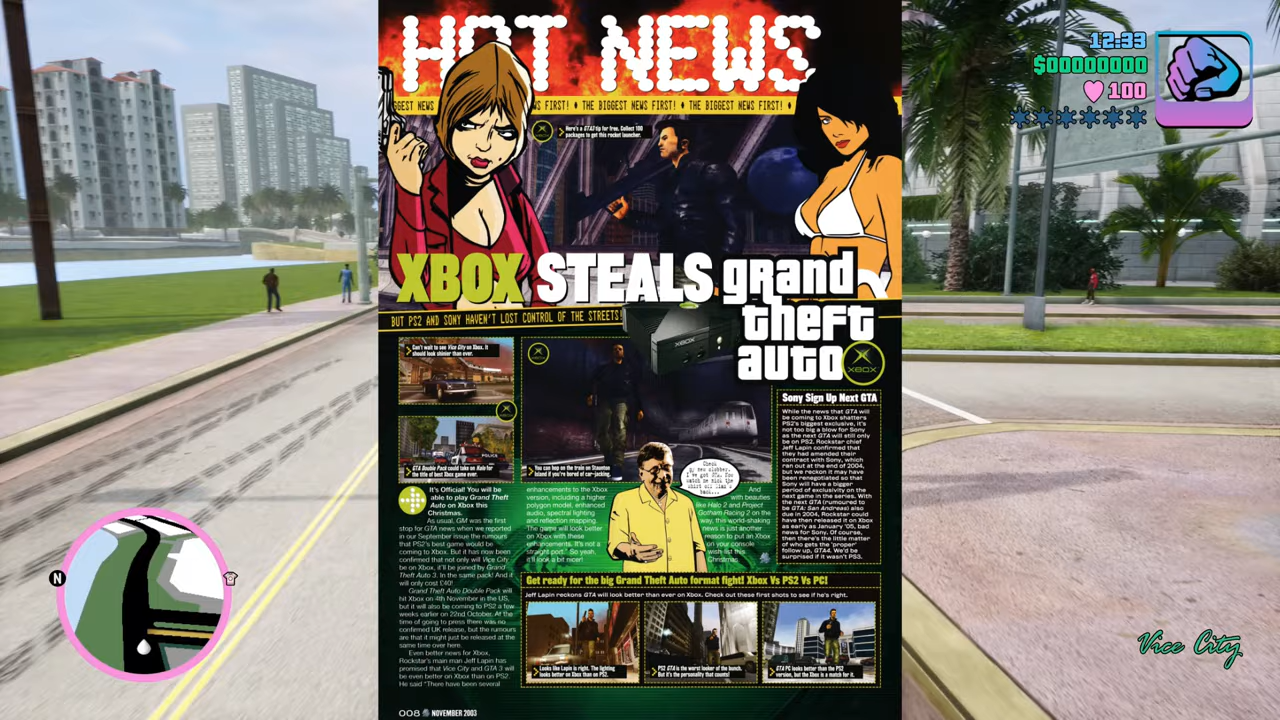 HOT NEWS
GGEST NEWS
WS FIRST! ♦ THE BIGGEST NEWS FIRST! ♦ THE BIGGEST NEWS FIRST! ♦
Here's a GTA3 tip for free. Collect 100
packages to get this rocket launcher.
XBOX STEALS grand
theft
auto
XBOX
BUT PS2 AND SONY HAVEN'T LOST CONTROL OF THE STREETS!
XBOX
Can't wait to see Vice City on Xbox. It
should look shinier than ever.
GTA Double Pack could take on Halo for
the title of best Xbox game ever.
POLICE
You can hop on the train on Staunton
Island if you're bored of car-jacking.
It's Official! You will be
able to play Grand Theft
Auto on Xbox this
Christmas.
As usual, GM was the first
stop for GTA news when we reported
in our September issue the rumours
that PS2's best game would be
coming to Xbox. But it has now been
confirmed that not only will Vice City
be on Xbox, it'll be joined by Grand
Theft Auto 3. In the same pack! And it
will only cost £40!
Grand Theft Auto Double Pack will
hit Xbox on 4th November in the US,
but it will also be coming to PS2 a few
weeks earlier on 22nd October. At the
time of going to press there was no
confirmed UK release, but the rumours
are that it might just be released at the
same time over here.
Even better news for Xbox,
Rockstar's main man Jeff Lapin has
promised that Vice City and GTA 3 will
be even better on Xbox than on PS2.
He said "There have been several
enhancements to the Xbox
version, including a higher
polygon model, enhanced
audio, spectral lighting
and reflection mapping.
The game will look better
on Xbox with these
enhancements. It's not a
straight port." So yeah,
it'll look a bit nicer!
And
with beauties
like Halo 2 and Project
Gotham Racing 2 on the
way, this world-shaking
news is just another
reason to put an Xbox
on your console
wish-list this
Christmas.
Sony Sign Up Next GTA
While the news that GTA will
be coming to Xbox shatters
PS2's biggest exclusive, it's
not too big a blow for Sony
as the next GTA will still only
be on PS2. Rockstar chief
Jeff Lapin confirmed that
they had amended their
contract with Sony, which
ran out at the end of 2004,
but we reckon it may have
been renegotiated so that
Sony will have a bigger
period of exclusivity on the
next game in the series. With
the next GTA (rumoured to
be GTA: San Andreas) also
due in 2004, Rockstar could
have then released it on Xbox
as early as January '05, bad
news for Sony. Of course,
then there's the little matter
of who gets the 'proper'
follow up, GTA4. We'd be
surprised if it wasn't PS3.
Get ready for the big Grand Theft Auto format fight! Xbox Vs PS2 Vs PC!
Jeff Lapin reckons GTA will look better than ever on Xbox. Check out these first shots to see if he's right.
Looks like Lapin is right. The lighting
looks better on Xbox than on PS2.
PS2 GTA is the worst looker of the bunch.
But it's the personality that counts!
GTA PC looks better than the PS2
version, but the Xbox is a match for it.
008 NOVEMBER 2003
12:33
$00000000
100
N
Vice City